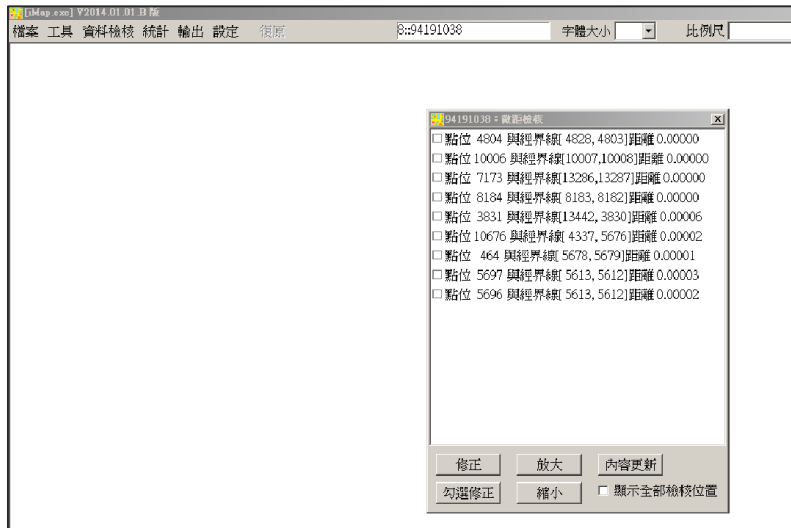 [iMap.exe] V2014.01.01.B 版
檔案 工具 資料檢核 統計 輸出 設定 復原 8::94191038 字體大小 比例尺
94191038:微距檢核
點位 4804 與經界線[ 4828, 4803]距離 0.00000
點位 10006 與經界線[10007,10008]距離 0.00000
點位 7173 與經界線[13286,13287]距離 0.00000
點位 8184 與經界線[ 8183, 8182]距離 0.00000
點位 3831 與經界線[13442, 3830]距離 0.00006
點位 10676 與經界線[ 4337, 5676]距離 0.00002
點位 464 與經界線[ 5678, 5679]距離 0.00001
點位 5697 與經界線[ 5613, 5612]距離 0.00003
點位 5696 與經界線[ 5613, 5612]距離 0.00002
修正 放大 內容更新
勾選修正 縮小 顯示全部檢核位置